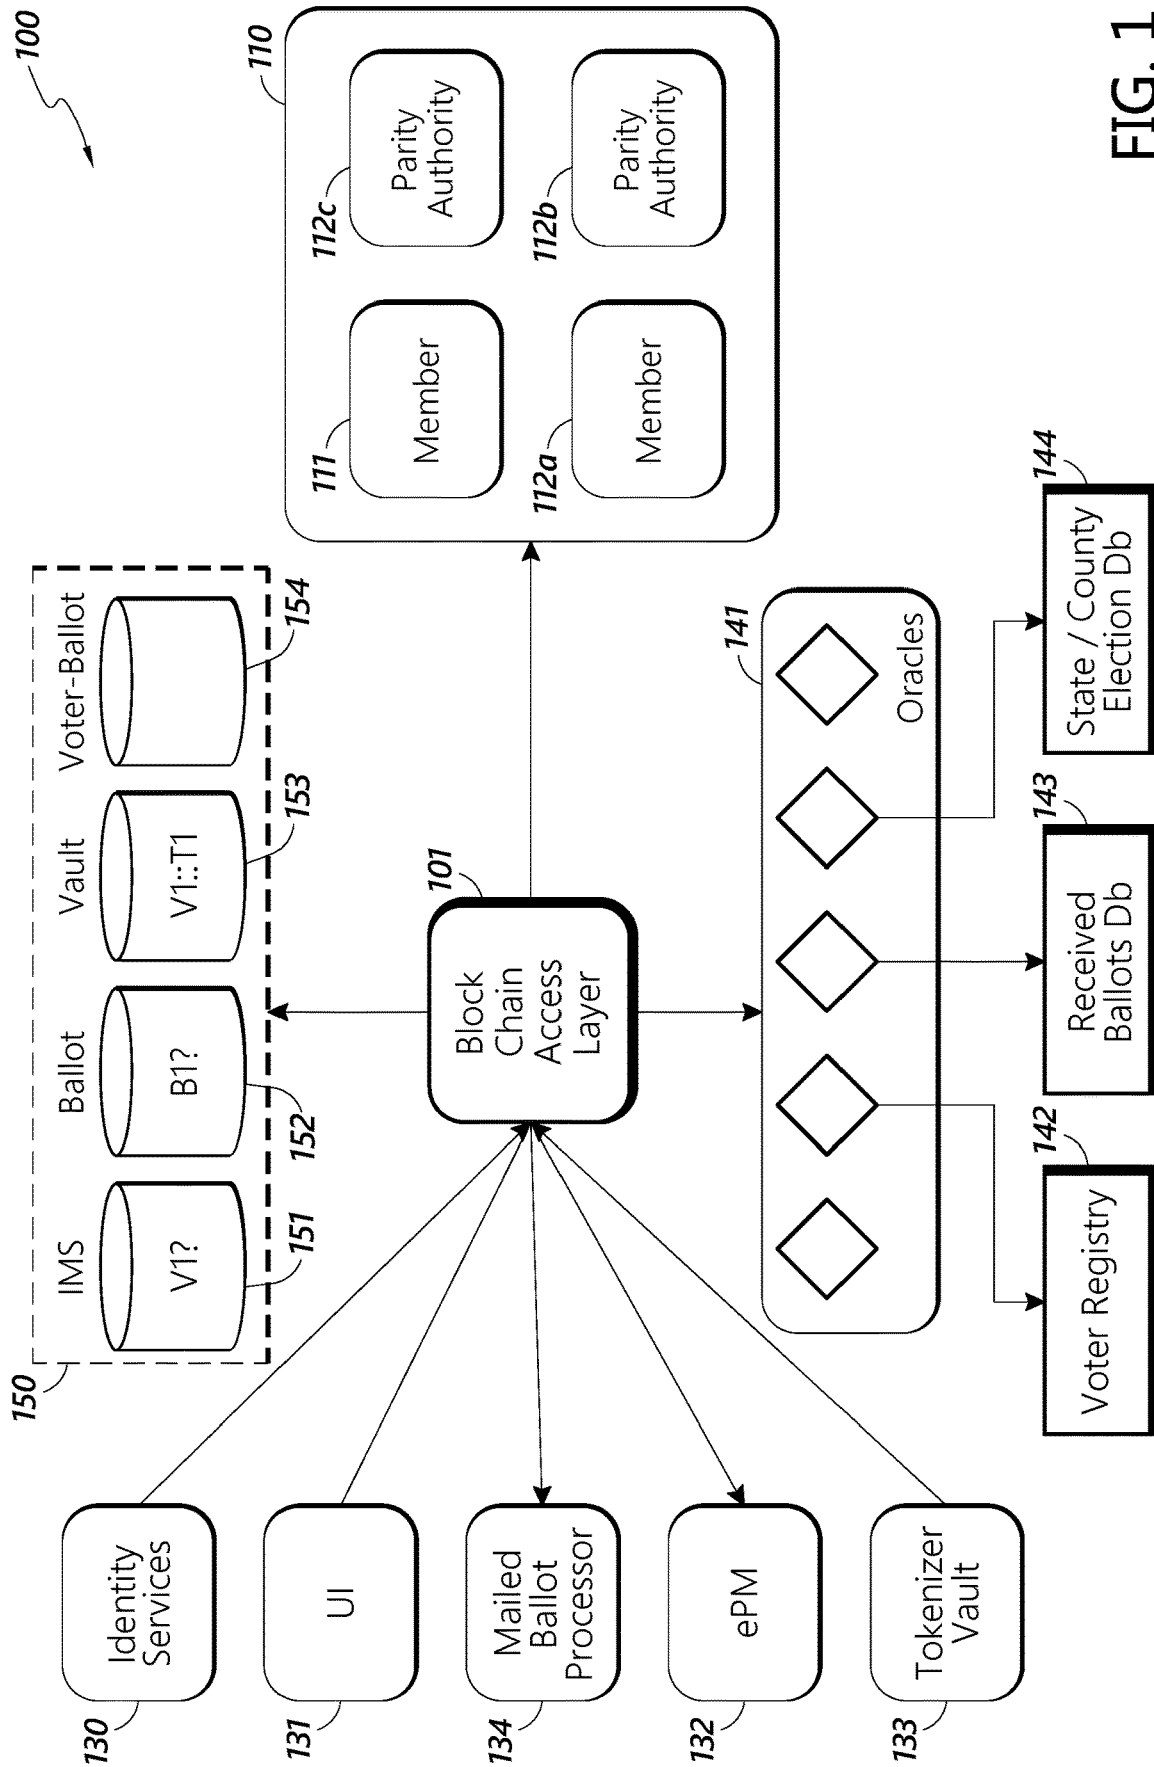 100
150
IMS
V1?
151
Ballot
B1?
152
Vault
V1::T1
153
Voter-Ballot
154
130
Identity
Services
131
UI
134
Mailed
Ballot
Processor
132
ePM
133
Tokenizer
Vault
101
Block
Chain
Access
Layer
110
111
Member
112c
Parity
Authority
112a
Member
112b
Parity
Authority
141
Oracles
142
Voter Registry
143
Received
Ballots Db
144
State / County
Election Db
FIG. 1